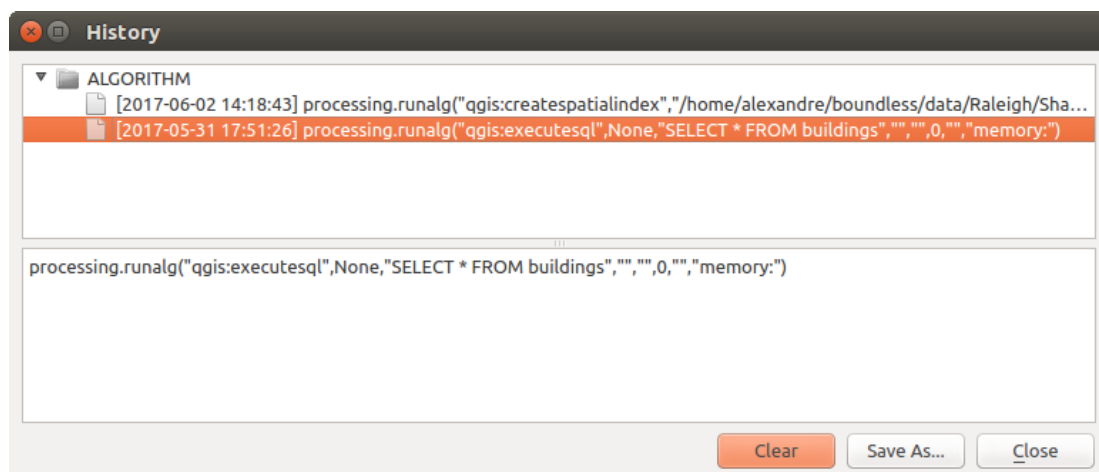 History
ALGORITHM
[2017-06-02 14:18:43] processing.runalg("qgis:createspatialindex","/home/alexandre/boundless/data/Raleigh/Sha...
[2017-05-31 17:51:26] processing.runalg("qgis:executesql",None,"SELECT * FROM buildings","","",0,"","memory:")
processing.runalg("qgis:executesql",None,"SELECT * FROM buildings","","",0,"","memory:")
Clear Save As... Close